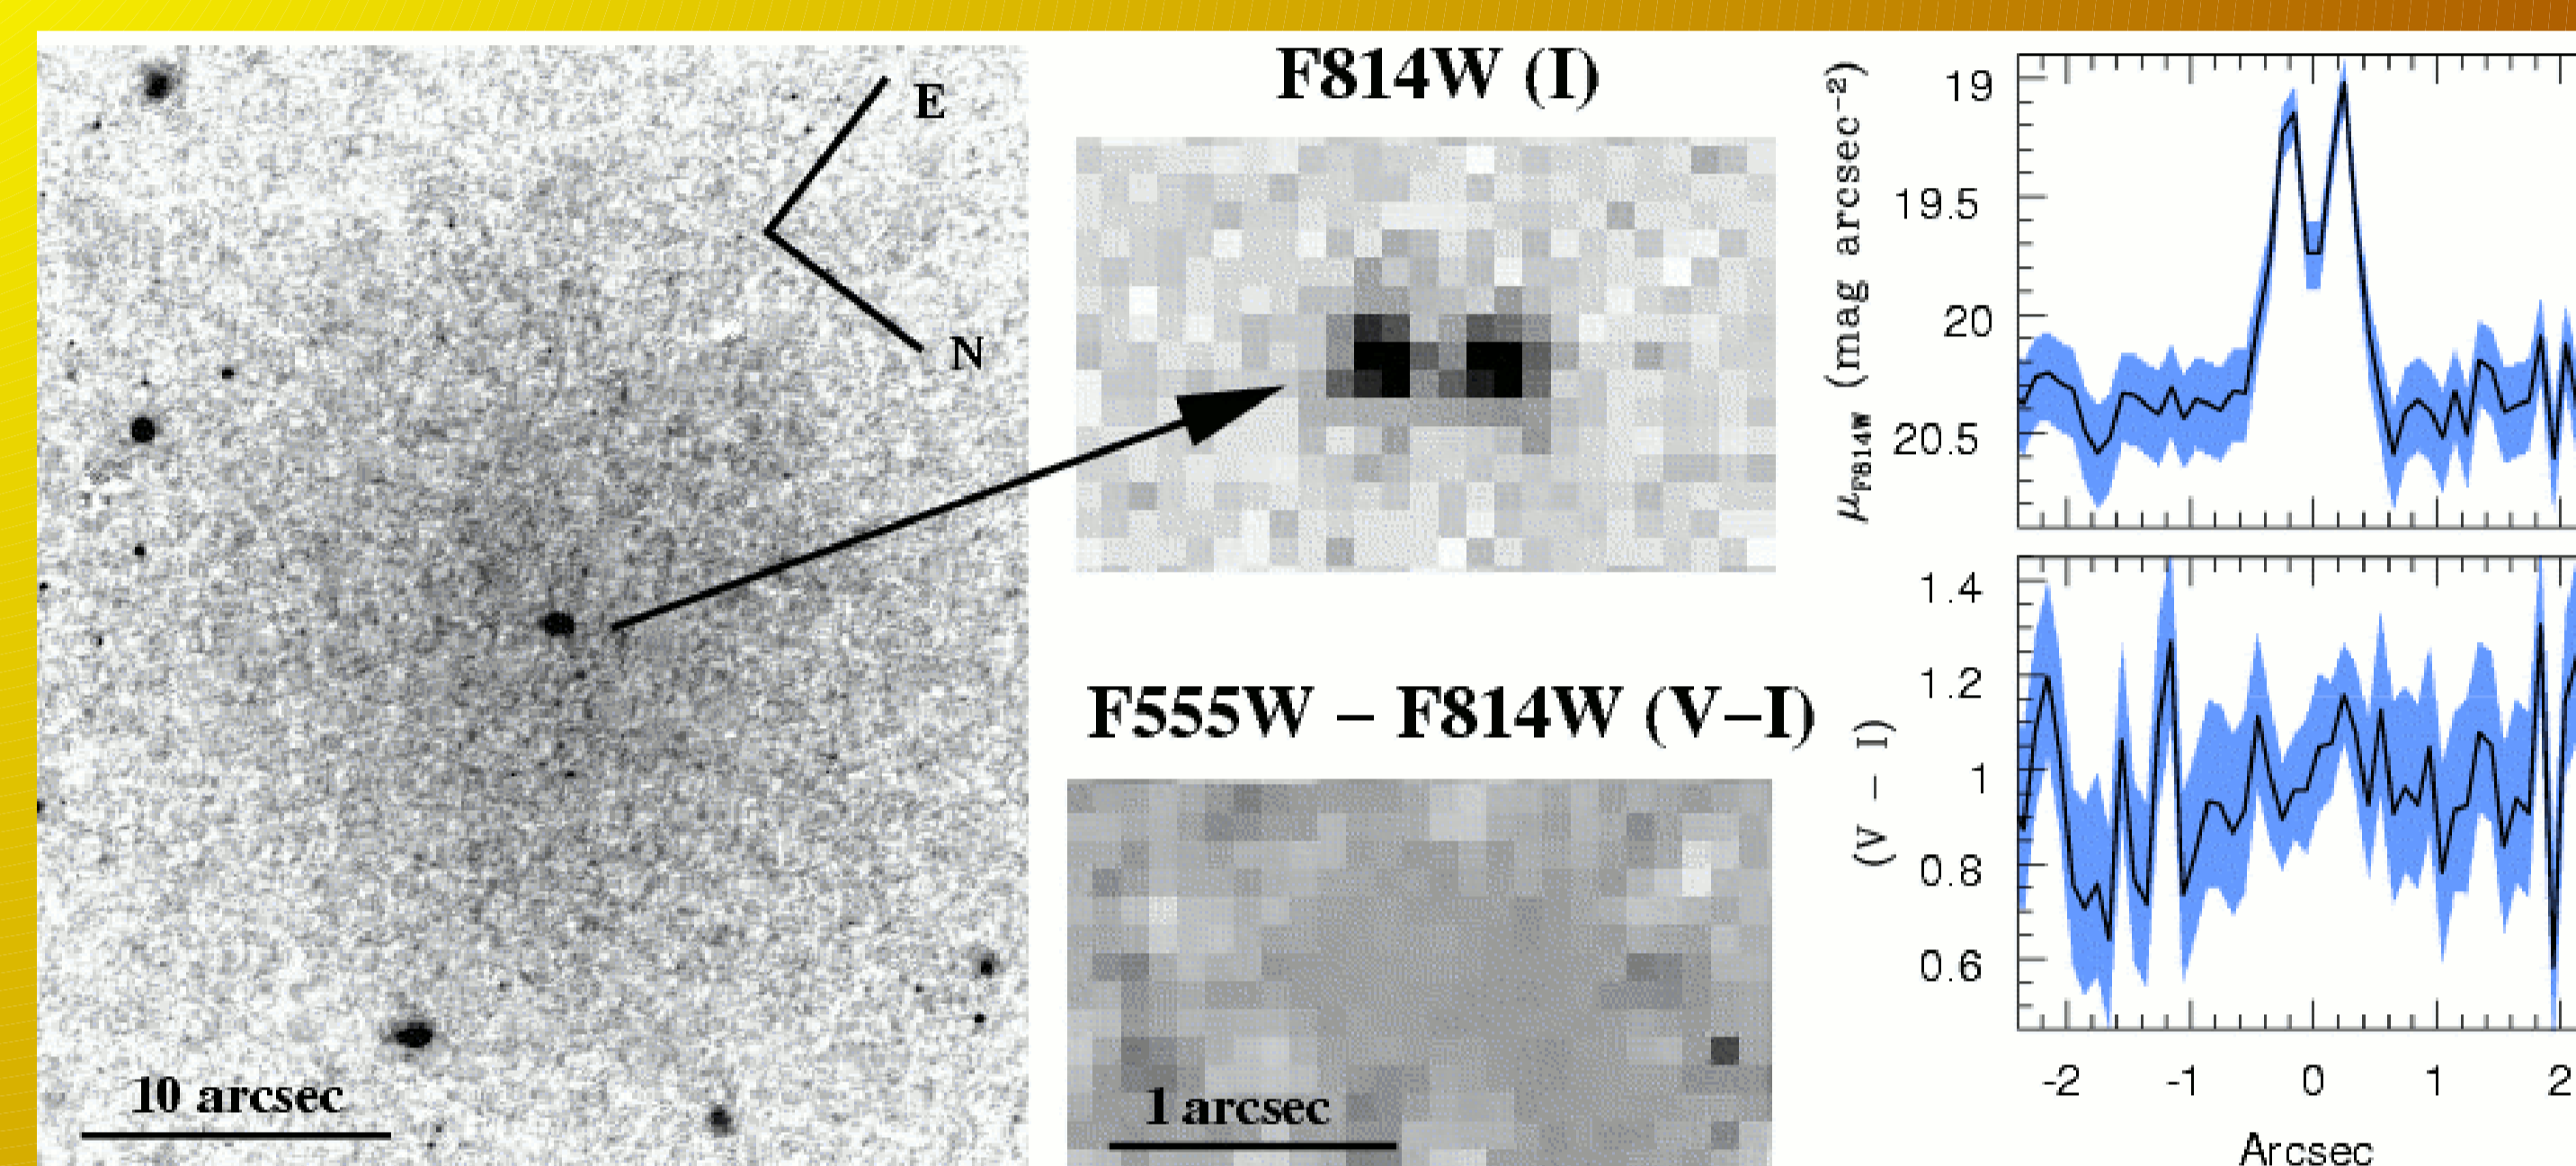 E
N
10 arcsec
F814W (I)
F555W – F814W (V–I)
1 arcsec
μF814W (mag arcsec−2)
19
19.5
20
20.5
(V – I)
1.4
1.2
1
0.8
0.6
-2 -1 0 1 2
Arcsec